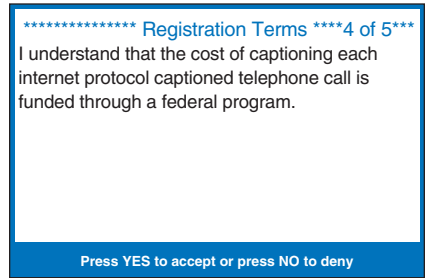 *************** Registration Terms ****4 of 5***
I understand that the cost of captioning each
internet protocol captioned telephone call is
funded through a federal program.
Press YES to accept or press NO to deny